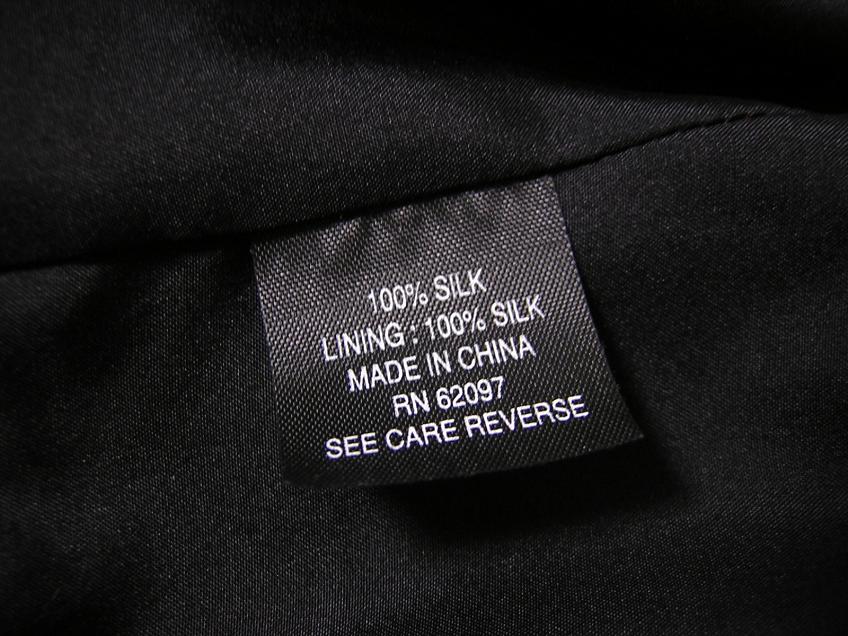 100% SILK
LINING : 100% SILK
MADE IN CHINA
RN 62097
SEE CARE REVERSE